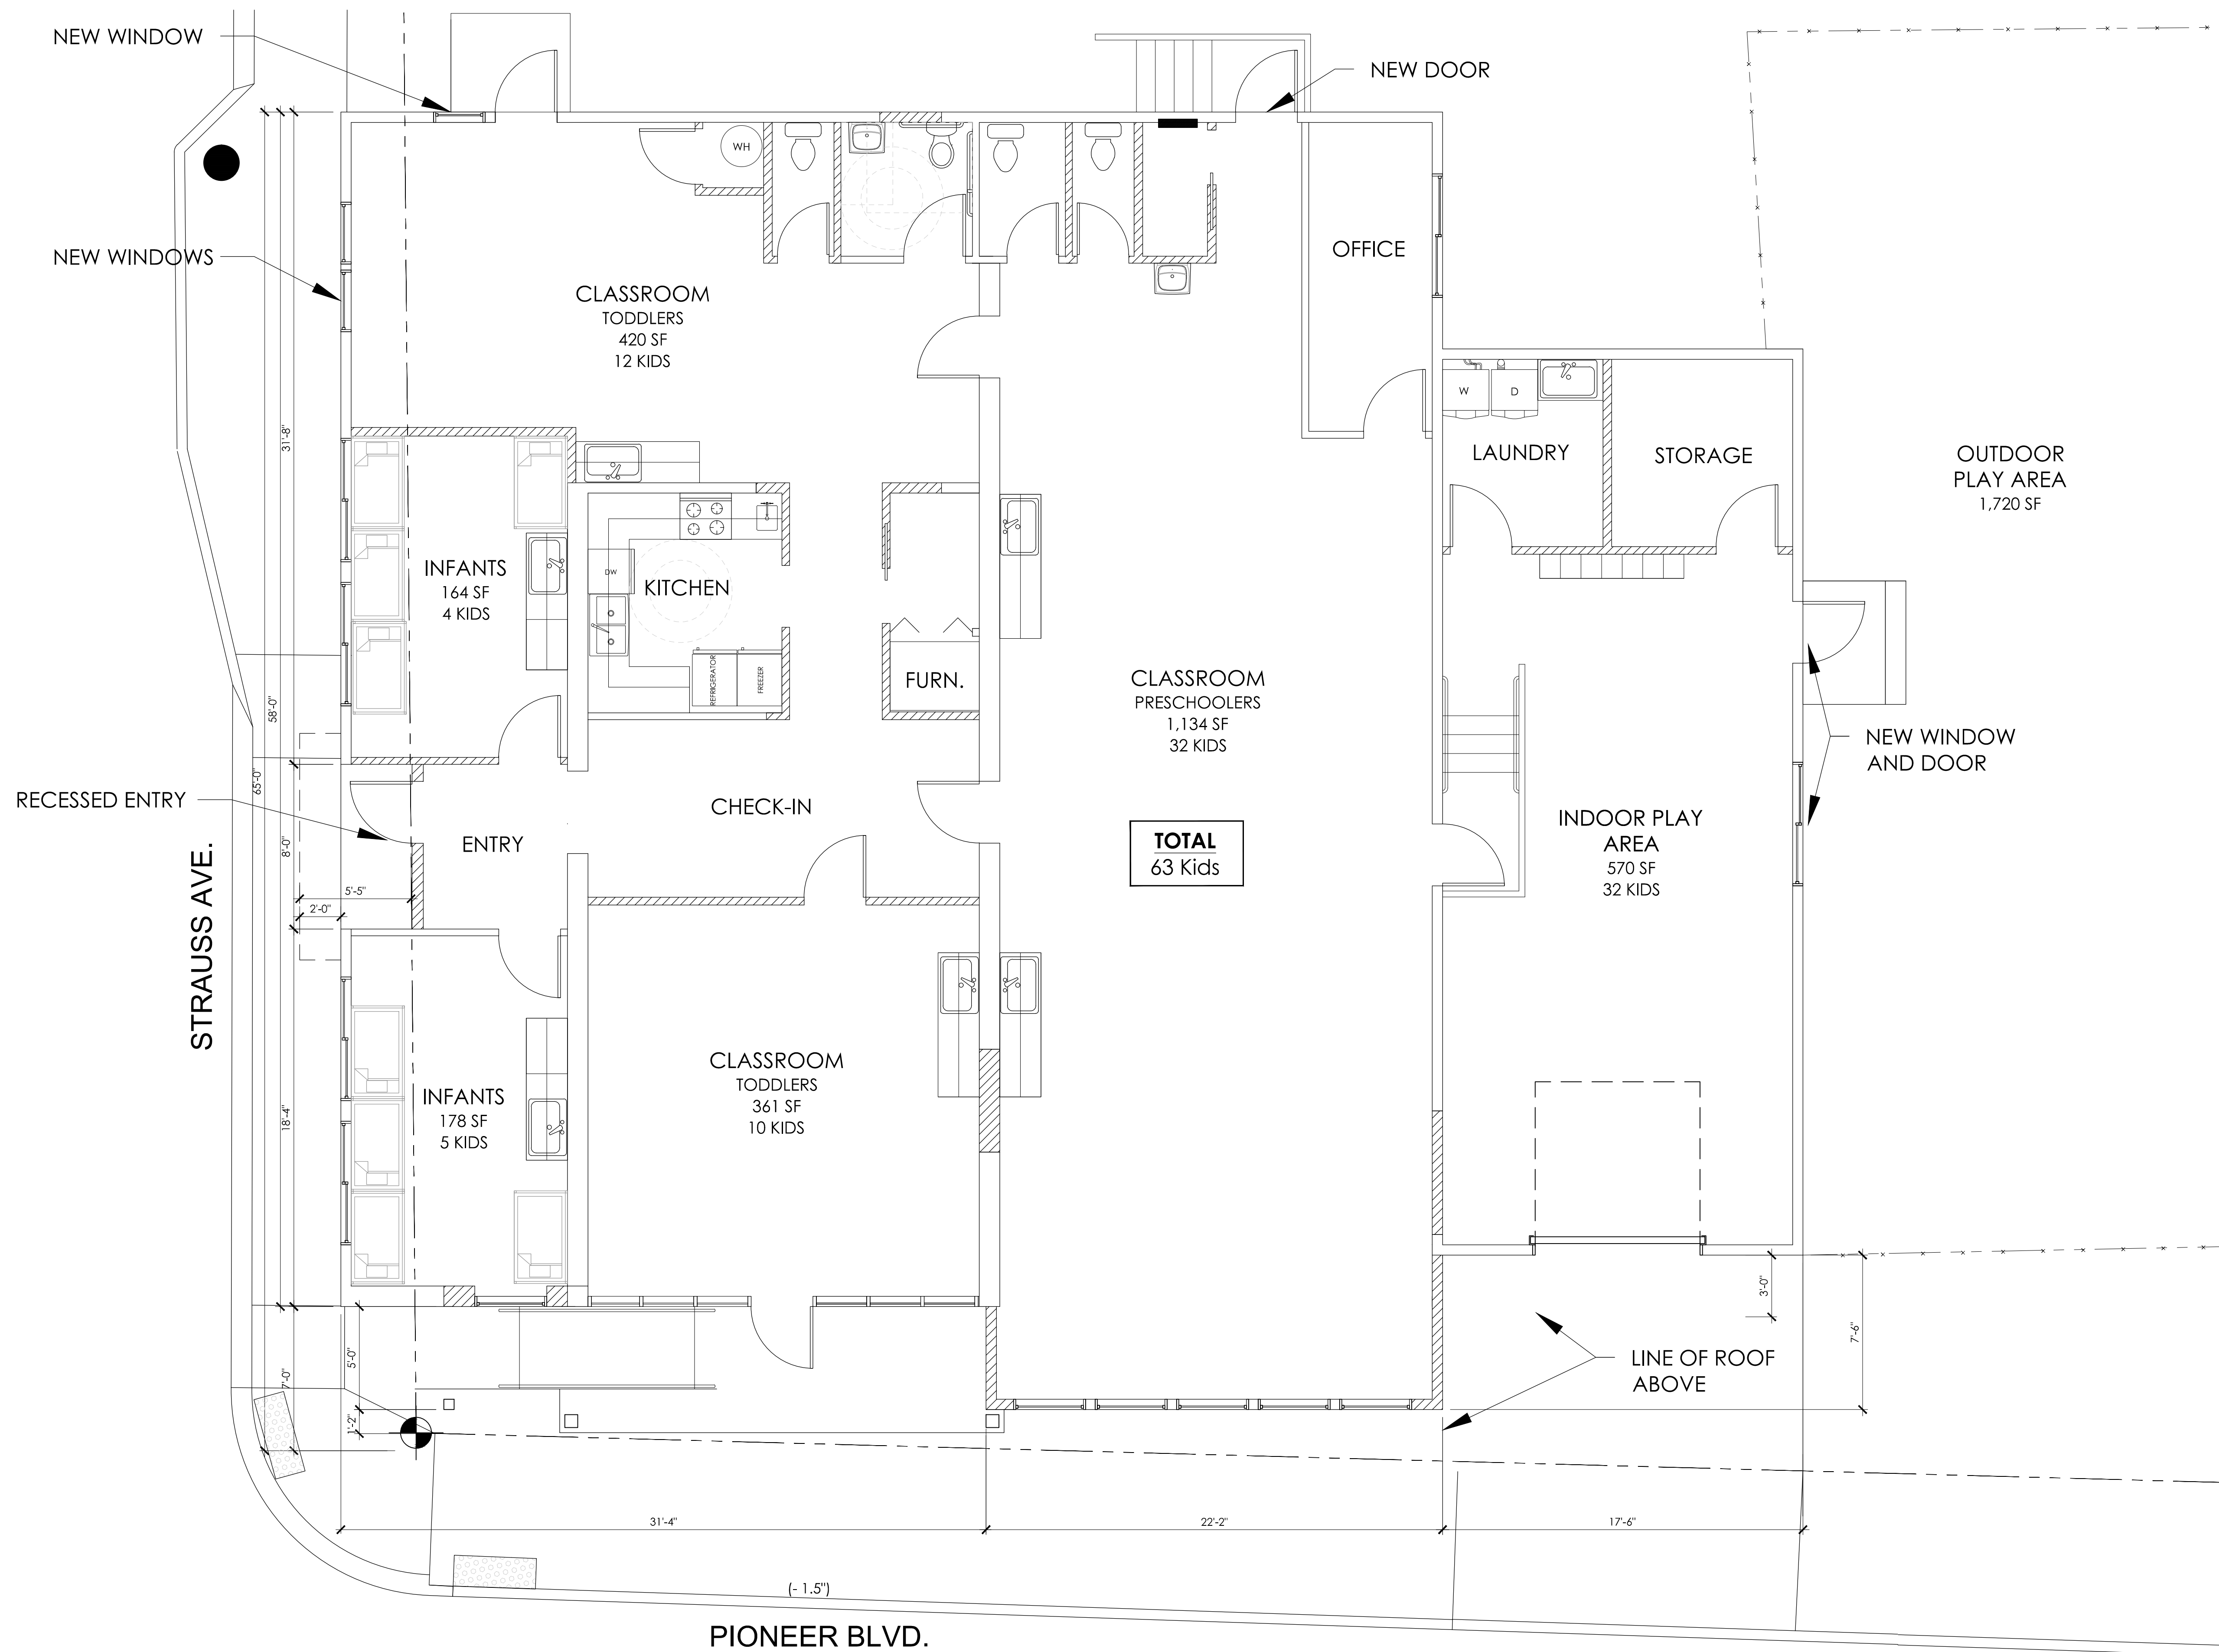 NEW WINDOW
NEW DOOR
WH
NEW WINDOWS
OFFICE
CLASSROOM
TODDLERS
420 SF
12 KIDS
W
D
LAUNDRY
STORAGE
OUTDOOR
PLAY AREA
1,720 SF
31'-8"
INFANTS
164 SF
4 KIDS
DW
KITCHEN
REFRIGERATOR
FREEZER
FURN.
CLASSROOM
PRESCHOOLERS
1,134 SF
32 KIDS
58'-0"
65'-0"
NEW WINDOW
AND DOOR
RECESSED ENTRY
CHECK-IN
ENTRY
TOTAL
63 Kids
INDOOR PLAY
AREA
570 SF
32 KIDS
8'-0"
5'-5"
2'-0"
STRAUSS AVE.
CLASSROOM
TODDLERS
361 SF
10 KIDS
INFANTS
178 SF
5 KIDS
18'-4"
3'-0"
7'-6"
5'-0"
7'-0"
1'-2"
LINE OF ROOF
ABOVE
31'-4"
22'-2"
17'-6"
(- 1.5")
PIONEER BLVD.